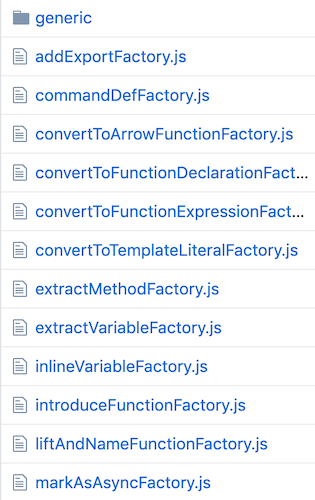 generic
addExportFactory.js
commandDefFactory.js
convertToArrowFunctionFactory.js
convertToFunctionDeclarationFact...
convertToFunctionExpressionFact...
convertToTemplateLiteralFactory.js
extractMethodFactory.js
extractVariableFactory.js
inlineVariableFactory.js
introduceFunctionFactory.js
liftAndNameFunctionFactory.js
markAsAsyncFactory.js